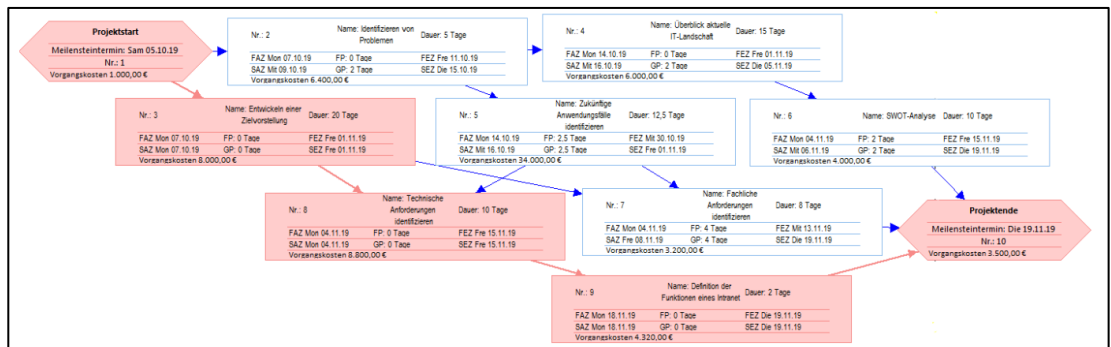 Projektstart
Meilensteintermin: Sam 05.10.19
Nr.: 1
Vorgangskosten 1.000,00 €
Nr.: 2 Name: Identifizieren von Problemen Dauer: 5 Tage
FAZ Mon 07.10.19 FP: 0 Tage FEZ Fre 11.10.19
SAZ Mit 09.10.19 GP: 2 Tage SEZ Die 15.10.19
Vorgangskosten 6.400,00 €
Nr.: 4 Name: Überblick aktuelle IT-Landschaft Dauer: 15 Tage
FAZ Mon 14.10.19 FP: 0 Tage FEZ Fre 01.11.19
SAZ Mit 16.10.19 GP: 2 Tage SEZ Die 05.11.19
Vorgangskosten 6.000,00 €
Nr.: 3 Name: Entwickeln einer Zielvorstellung Dauer: 20 Tage
FAZ Mon 07.10.19 FP: 0 Tage FEZ Fre 01.11.19
SAZ Mon 07.10.19 GP: 0 Tage SEZ Fre 01.11.19
Vorgangskosten 8.000,00 €
Nr.: 5 Name: Zukünftige Anwendungsfälle identifizieren Dauer: 12,5 Tage
FAZ Mon 14.10.19 FP: 2,5 Tage FEZ Mit 30.10.19
SAZ Mit 16.10.19 GP: 2,5 Tage SEZ Fre 01.11.19
Vorgangskosten 34.000,00 €
Nr.: 6 Name: SWOT-Analyse Dauer: 10 Tage
FAZ Mon 04.11.19 FP: 2 Tage FEZ Fre 15.11.19
SAZ Mit 06.11.19 GP: 2 Tage SEZ Die 19.11.19
Vorgangskosten 4.000,00 €
Nr.: 8 Name: Technische Anforderungen identifizieren Dauer: 10 Tage
FAZ Mon 04.11.19 FP: 0 Tage FEZ Fre 15.11.19
SAZ Mon 04.11.19 GP: 0 Tage SEZ Fre 15.11.19
Vorgangskosten 8.800,00 €
Nr.: 7 Name: Fachliche Anforderungen identifizieren Dauer: 8 Tage
FAZ Mon 04.11.19 FP: 4 Tage FEZ Mit 13.11.19
SAZ Fre 08.11.19 GP: 4 Tage SEZ Die 19.11.19
Vorgangskosten 3.200,00 €
Projektende
Meilensteintermin: Die 19.11.19
Nr.: 10
Vorgangskosten 3.500,00 €
Nr.: 9 Name: Definition der Funktionen eines Intranet Dauer: 2 Tage
FAZ Mon 18.11.19 FP: 0 Tage FEZ Die 19.11.19
SAZ Mon 18.11.19 GP: 0 Tage SEZ Die 19.11.19
Vorgangskosten 4.320,00 €